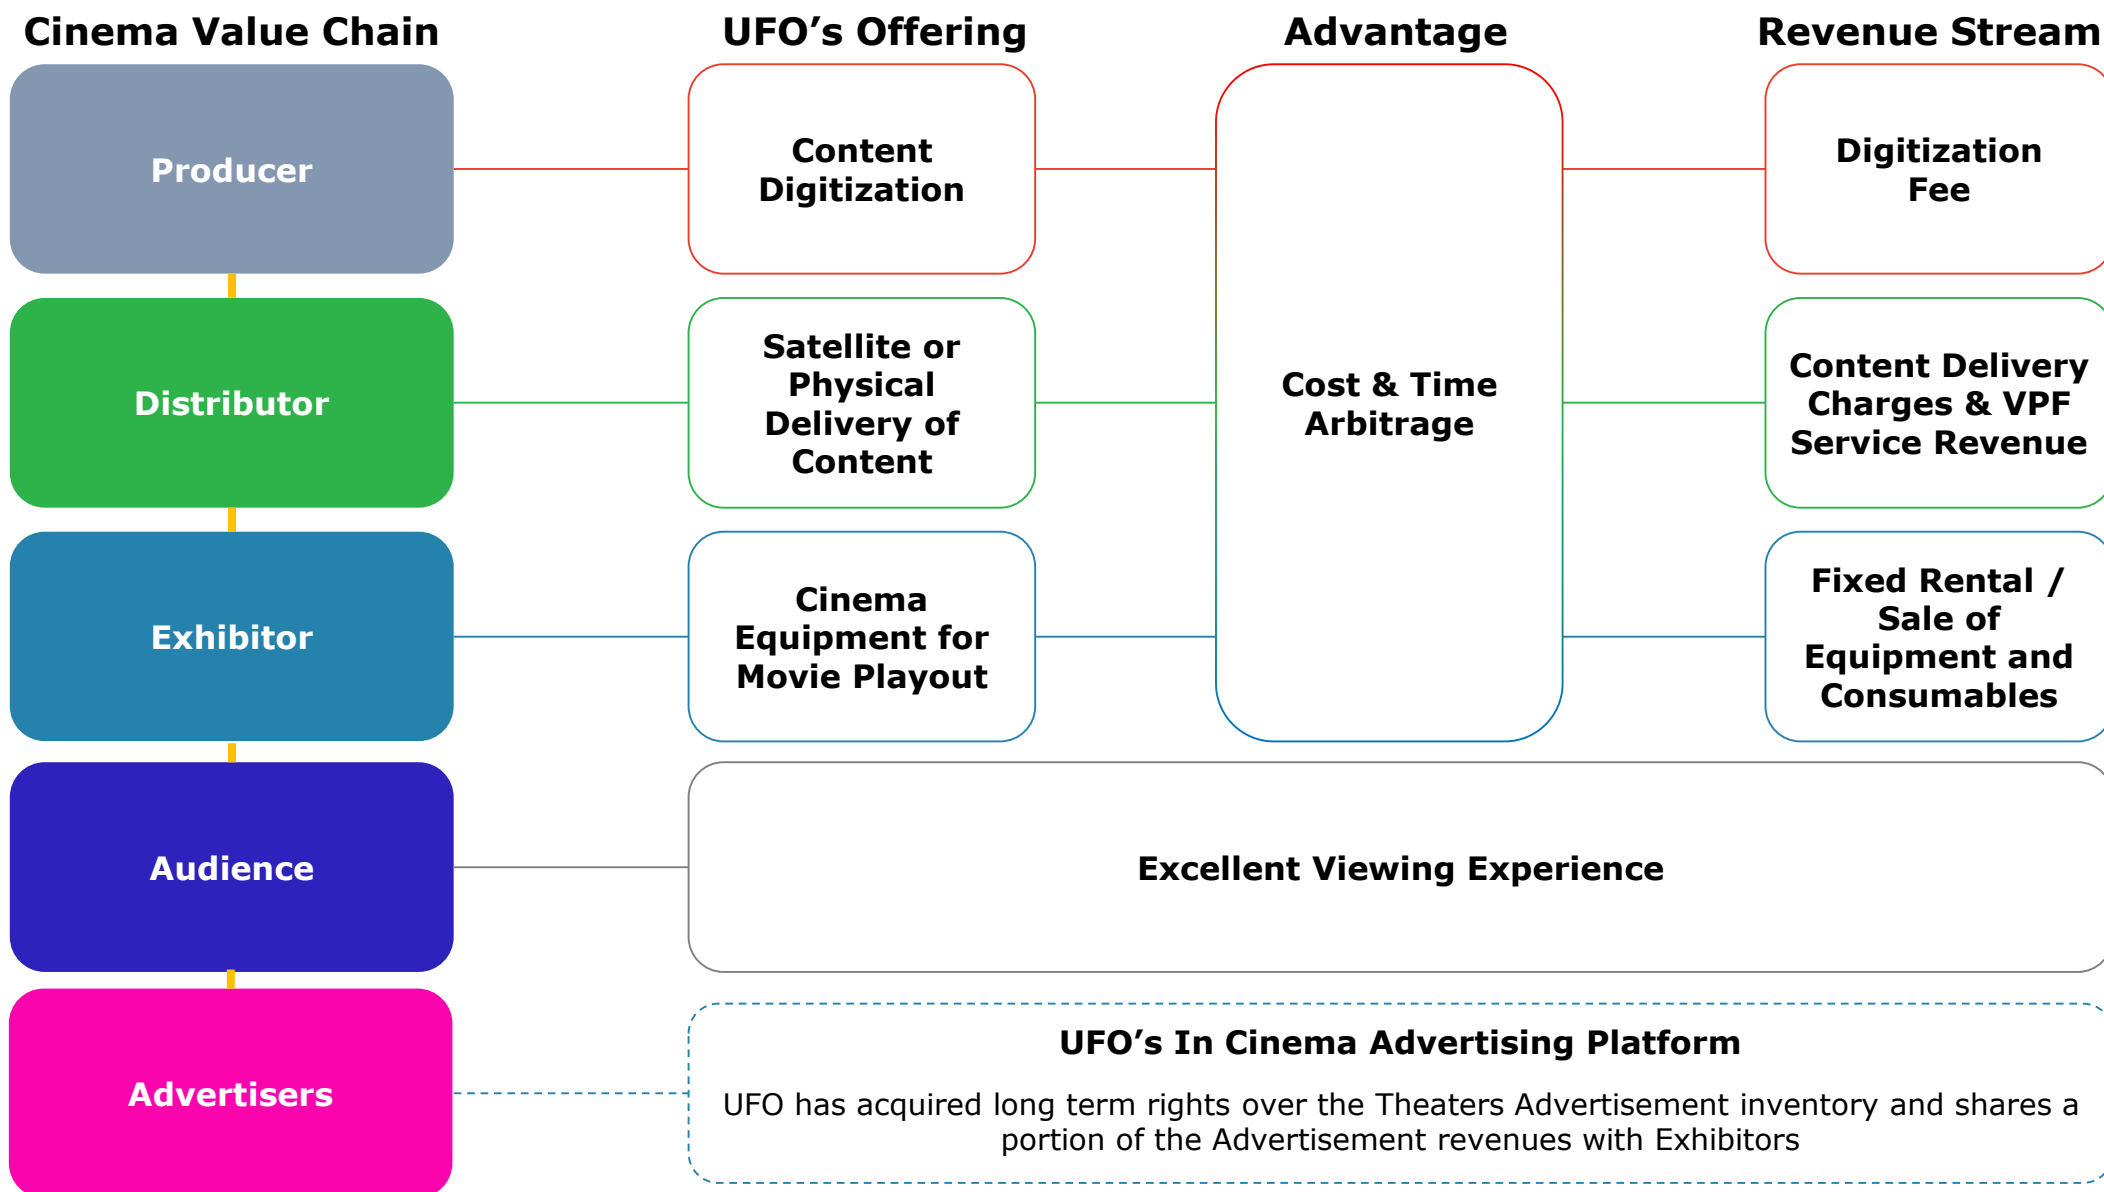 Cinema Value Chain
UFO’s Offering
Advantage
Revenue Stream
Producer
Content
Digitization
Digitization
Fee
Distributor
Satellite or
Physical
Delivery of
Content
Cost & Time
Arbitrage
Content Delivery
Charges & VPF
Service Revenue
Exhibitor
Cinema
Equipment for
Movie Playout
Fixed Rental /
Sale of
Equipment and
Consumables
Audience
Excellent Viewing Experience
Advertisers
UFO’s In Cinema Advertising Platform
UFO has acquired long term rights over the Theaters Advertisement inventory and shares a
portion of the Advertisement revenues with Exhibitors